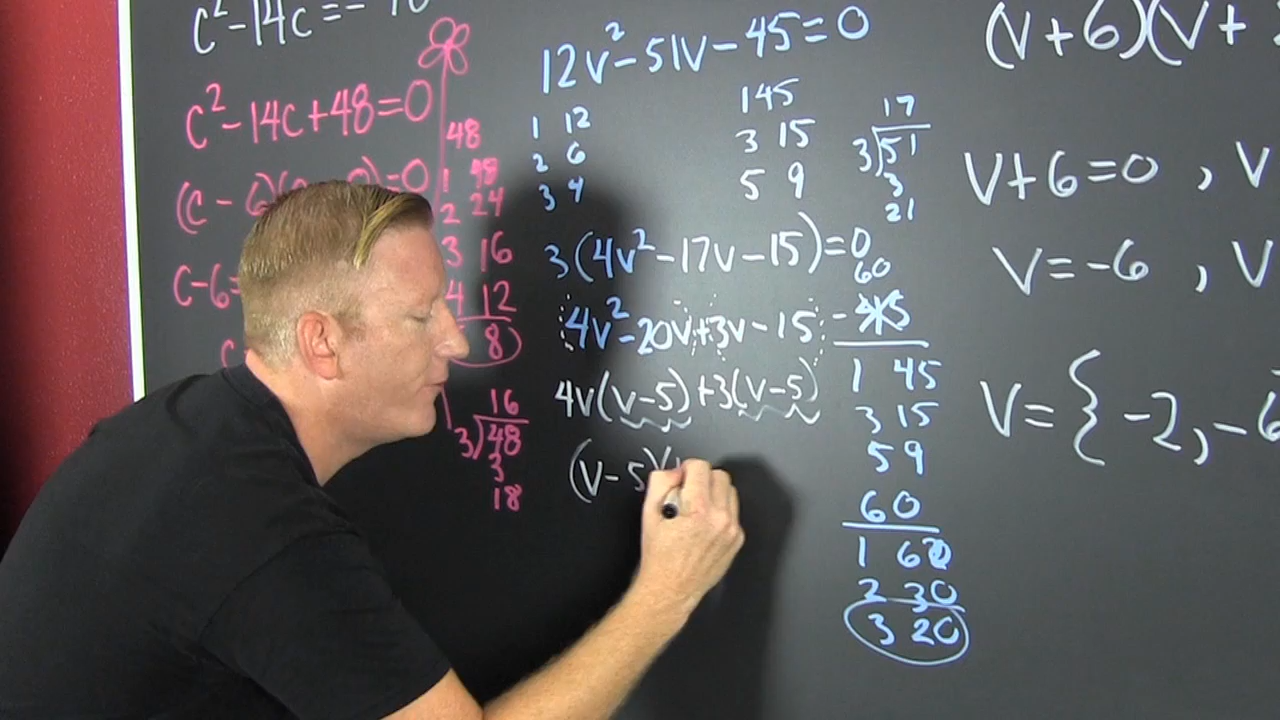 c²-14c=-
c²-14c+48=0
(c-6)(c
=0
c-6=
c
48
1 48
2 24
3 16
4 12
8
16
3)48
3
18
12v²-51v-45=0
1 12
2 6
3 4
145
3 15
5 9
17
3)51
3
21
3(4v²-17v-15)=0
4v²-20v+3v-15
4v(v-5)+3(v-5)
(v-5)(
60
-45
1 45
3 15
5 9
60
1 60
2 30
3 20
(v+6)(v+
v+6=0, v
v=-6, v
v={-2,-6